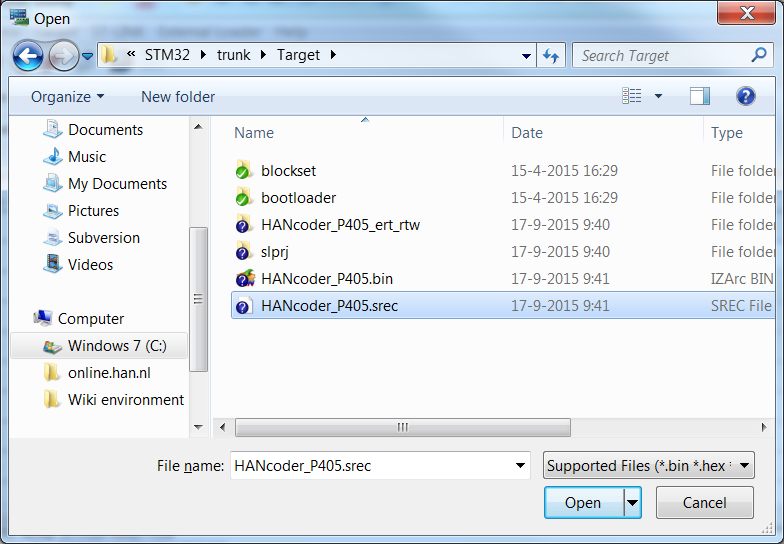 Open
« STM32 trunk Target
Search Target
Organize
New folder
Documents
Music
My Documents
Pictures
Subversion
Videos
Computer
Windows 7 (C:)
online.han.nl
Wiki environment
Name Date Type
blockset 15-4-2015 16:29 File folder
bootloader 15-4-2015 16:29 File folder
HANcoder_P405_ert_rtw 17-9-2015 9:40 File folder
slprj 17-9-2015 9:40 File folder
HANcoder_P405.bin 17-9-2015 9:41 IZArc BIN
HANcoder_P405.srec 17-9-2015 9:41 SREC File
File name: HANcoder_P405.srec
Supported Files (*.bin *.hex *
Open
Cancel